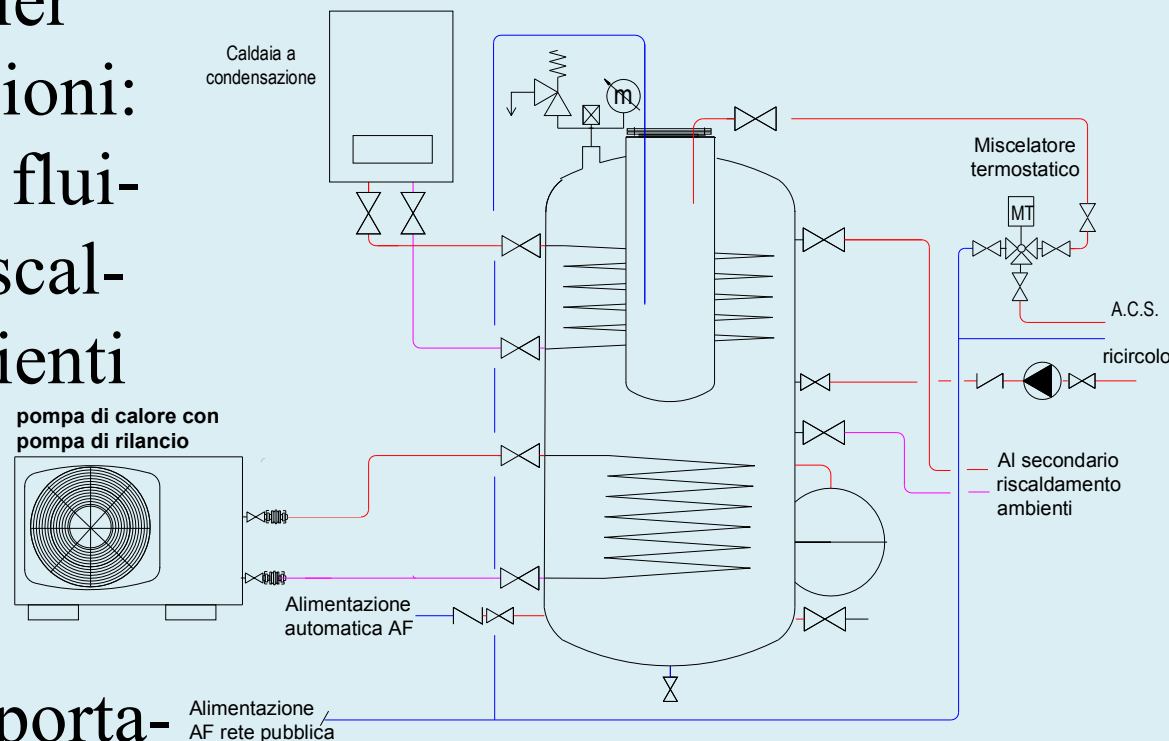 ioni:
flui-
scal-
ienti
Caldaia a
condensazione
m
Miscelatore
termostatico
MT
A.C.S.
ricircolo
pompa di calore con
pompa di rilancio
Al secondario
riscaldamento
ambienti
Alimentazione
automatica AF
porta-
Alimentazione
AF rete pubblica